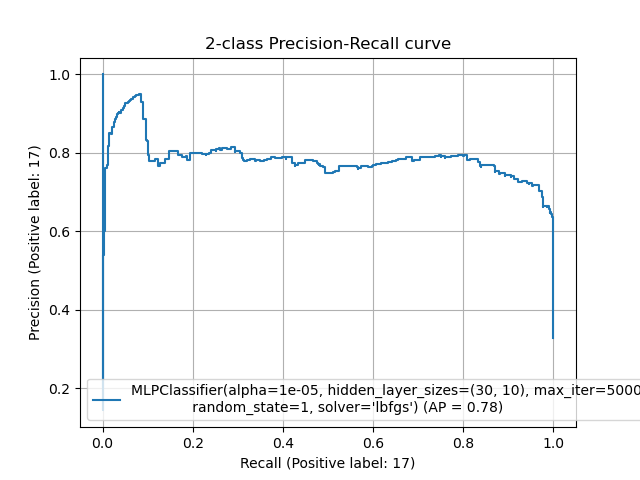 2-class Precision-Recall curve
1.0
0.8
0.6
0.4
0.2
Precision (Positive label: 17)
MLPClassifier(alpha=1e-05, hidden_layer_sizes=(30, 10), max_iter=5000
random_state=1, solver='lbfgs') (AP = 0.78)
0.0 0.2 0.4 0.6 0.8 1.0
Recall (Positive label: 17)